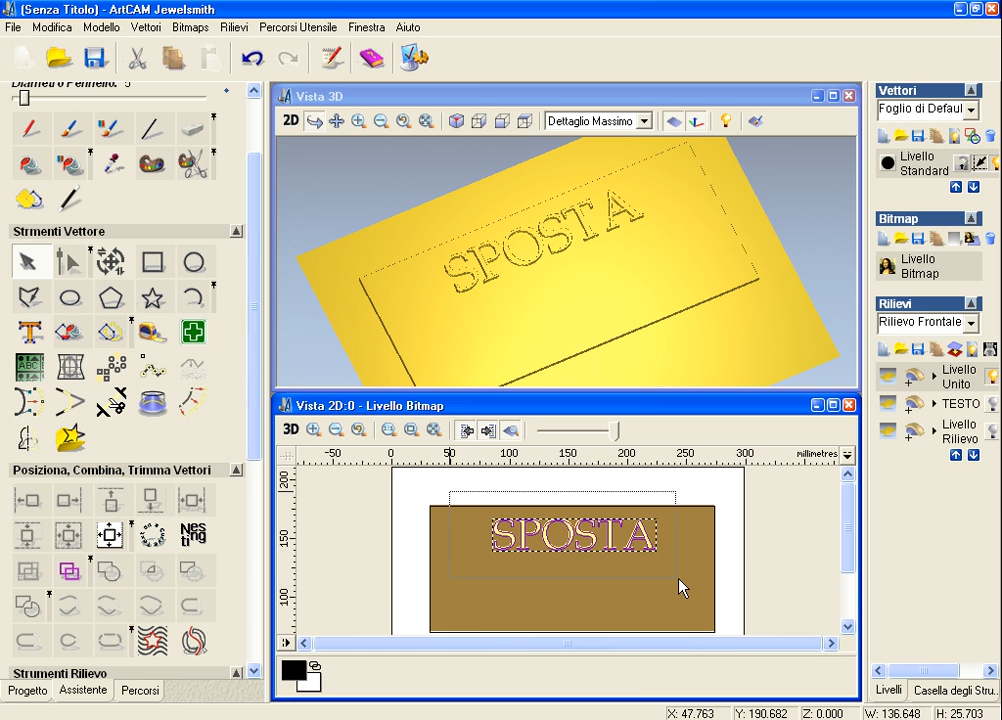 (Senza Titolo) - ArtCAM Jewelsmith
File Modifica Modello Vettori Bitmaps Rilievi Percorsi Utensile Finestra Aiuto
Diametro Pennello: 5
Strmenti Vettore
Posiziona, Combina, Trimma Vettori
Strumenti Rilievo
Progetto Assistente Percorsi
Vista 3D
2D Dettaglio Massimo
SPOSTA
Vista 2D:0 - Livello Bitmap
3D
-50 0 50 100 150 200 250 300 millimetres
200
150
100
SPOSTA
Vettori
Foglio di Defaul
Livello
Standard
Bitmap
Livello
Bitmap
Rilievi
Rilievo Frontale
Livello
Unito
TESTO
Livello
Rilievo
Livelli Casella degli Stru..
X: 47.763 Y: 190.682 Z: 0.000 W: 136.648 H: 25.703